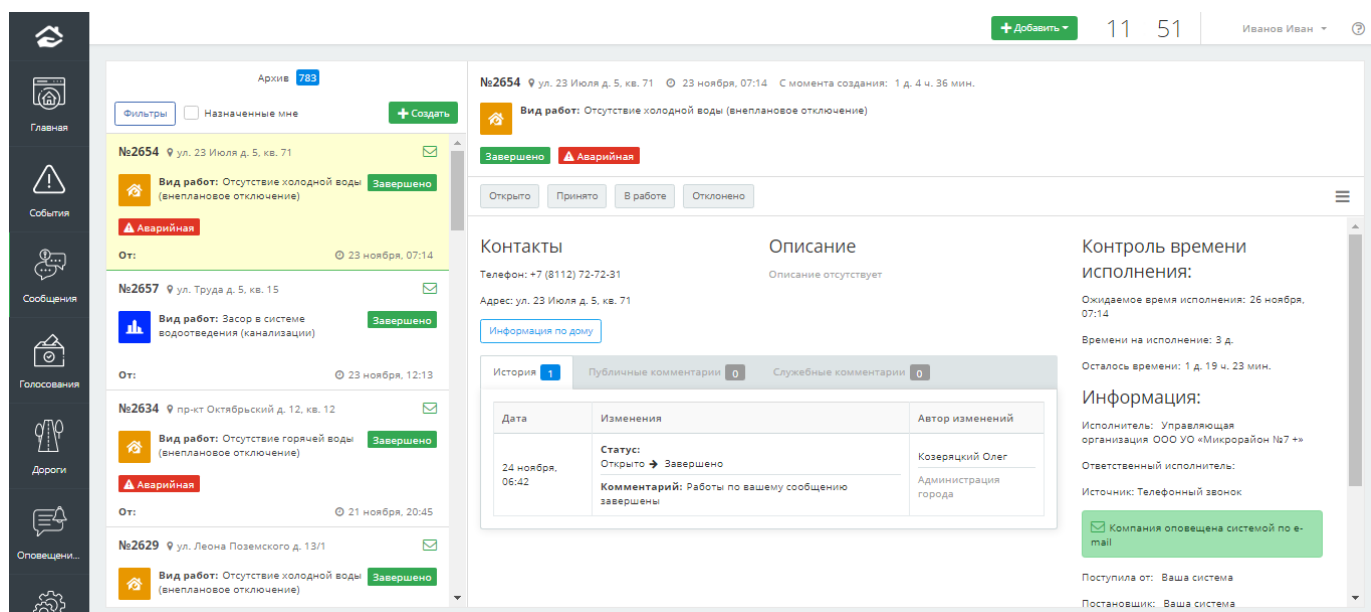 Добавить
11 51
Иванов Иван
Главная
События
Сообщения
Голосования
Дороги
Оповещени...
Архив 783
Фильтры
Назначенные мне
Создать
№2654 ул. 23 Июля д. 5, кв. 71
Вид работ: Отсутствие холодной воды
(внеплановое отключение)
Завершено
Аварийная
От: 23 ноября, 07:14
№2657 ул. Труда д. 5, кв. 15
Вид работ: Засор в системе
водоотведения (канализации)
Завершено
От: 23 ноября, 12:13
№2634 пр-кт Октябрьский д. 12, кв. 12
Вид работ: Отсутствие горячей воды
(внеплановое отключение)
Завершено
Аварийная
От: 21 ноября, 20:45
№2629 ул. Леона Поземского д. 13/1
Вид работ: Отсутствие холодной воды
(внеплановое отключение)
Завершено
№2654 ул. 23 Июля д. 5, кв. 71 23 ноября, 07:14 С момента создания: 1 д. 4 ч. 36 мин.
Вид работ: Отсутствие холодной воды (внеплановое отключение)
Завершено Аварийная
Открыто Принято В работе Отклонено
Контакты
Телефон: +7 (8112) 72-72-31
Адрес: ул. 23 Июля д. 5, кв. 71
Информация по дому
Описание
Описание отсутствует
История 1 Публичные комментарии 0 Служебные комментарии 0
Дата Изменения Автор изменений
24 ноября,
06:42
Статус:
Открыто → Завершено
Комментарий: Работы по вашему сообщению
завершены
Козеряцкий Олег
Администрация
города
Контроль времени
исполнения:
Ожидаемое время исполнения: 26 ноября,
07:14
Времени на исполнение: 3 д.
Осталось времени: 1 д. 19 ч. 23 мин.
Информация:
Исполнитель: Управляющая
организация ООО УО «Микрорайон №7 +»
Ответственный исполнитель:
Источник: Телефонный звонок
Компания оповещена системой по e-
mail
Поступила от: Ваша система
Постановщик: Ваша система